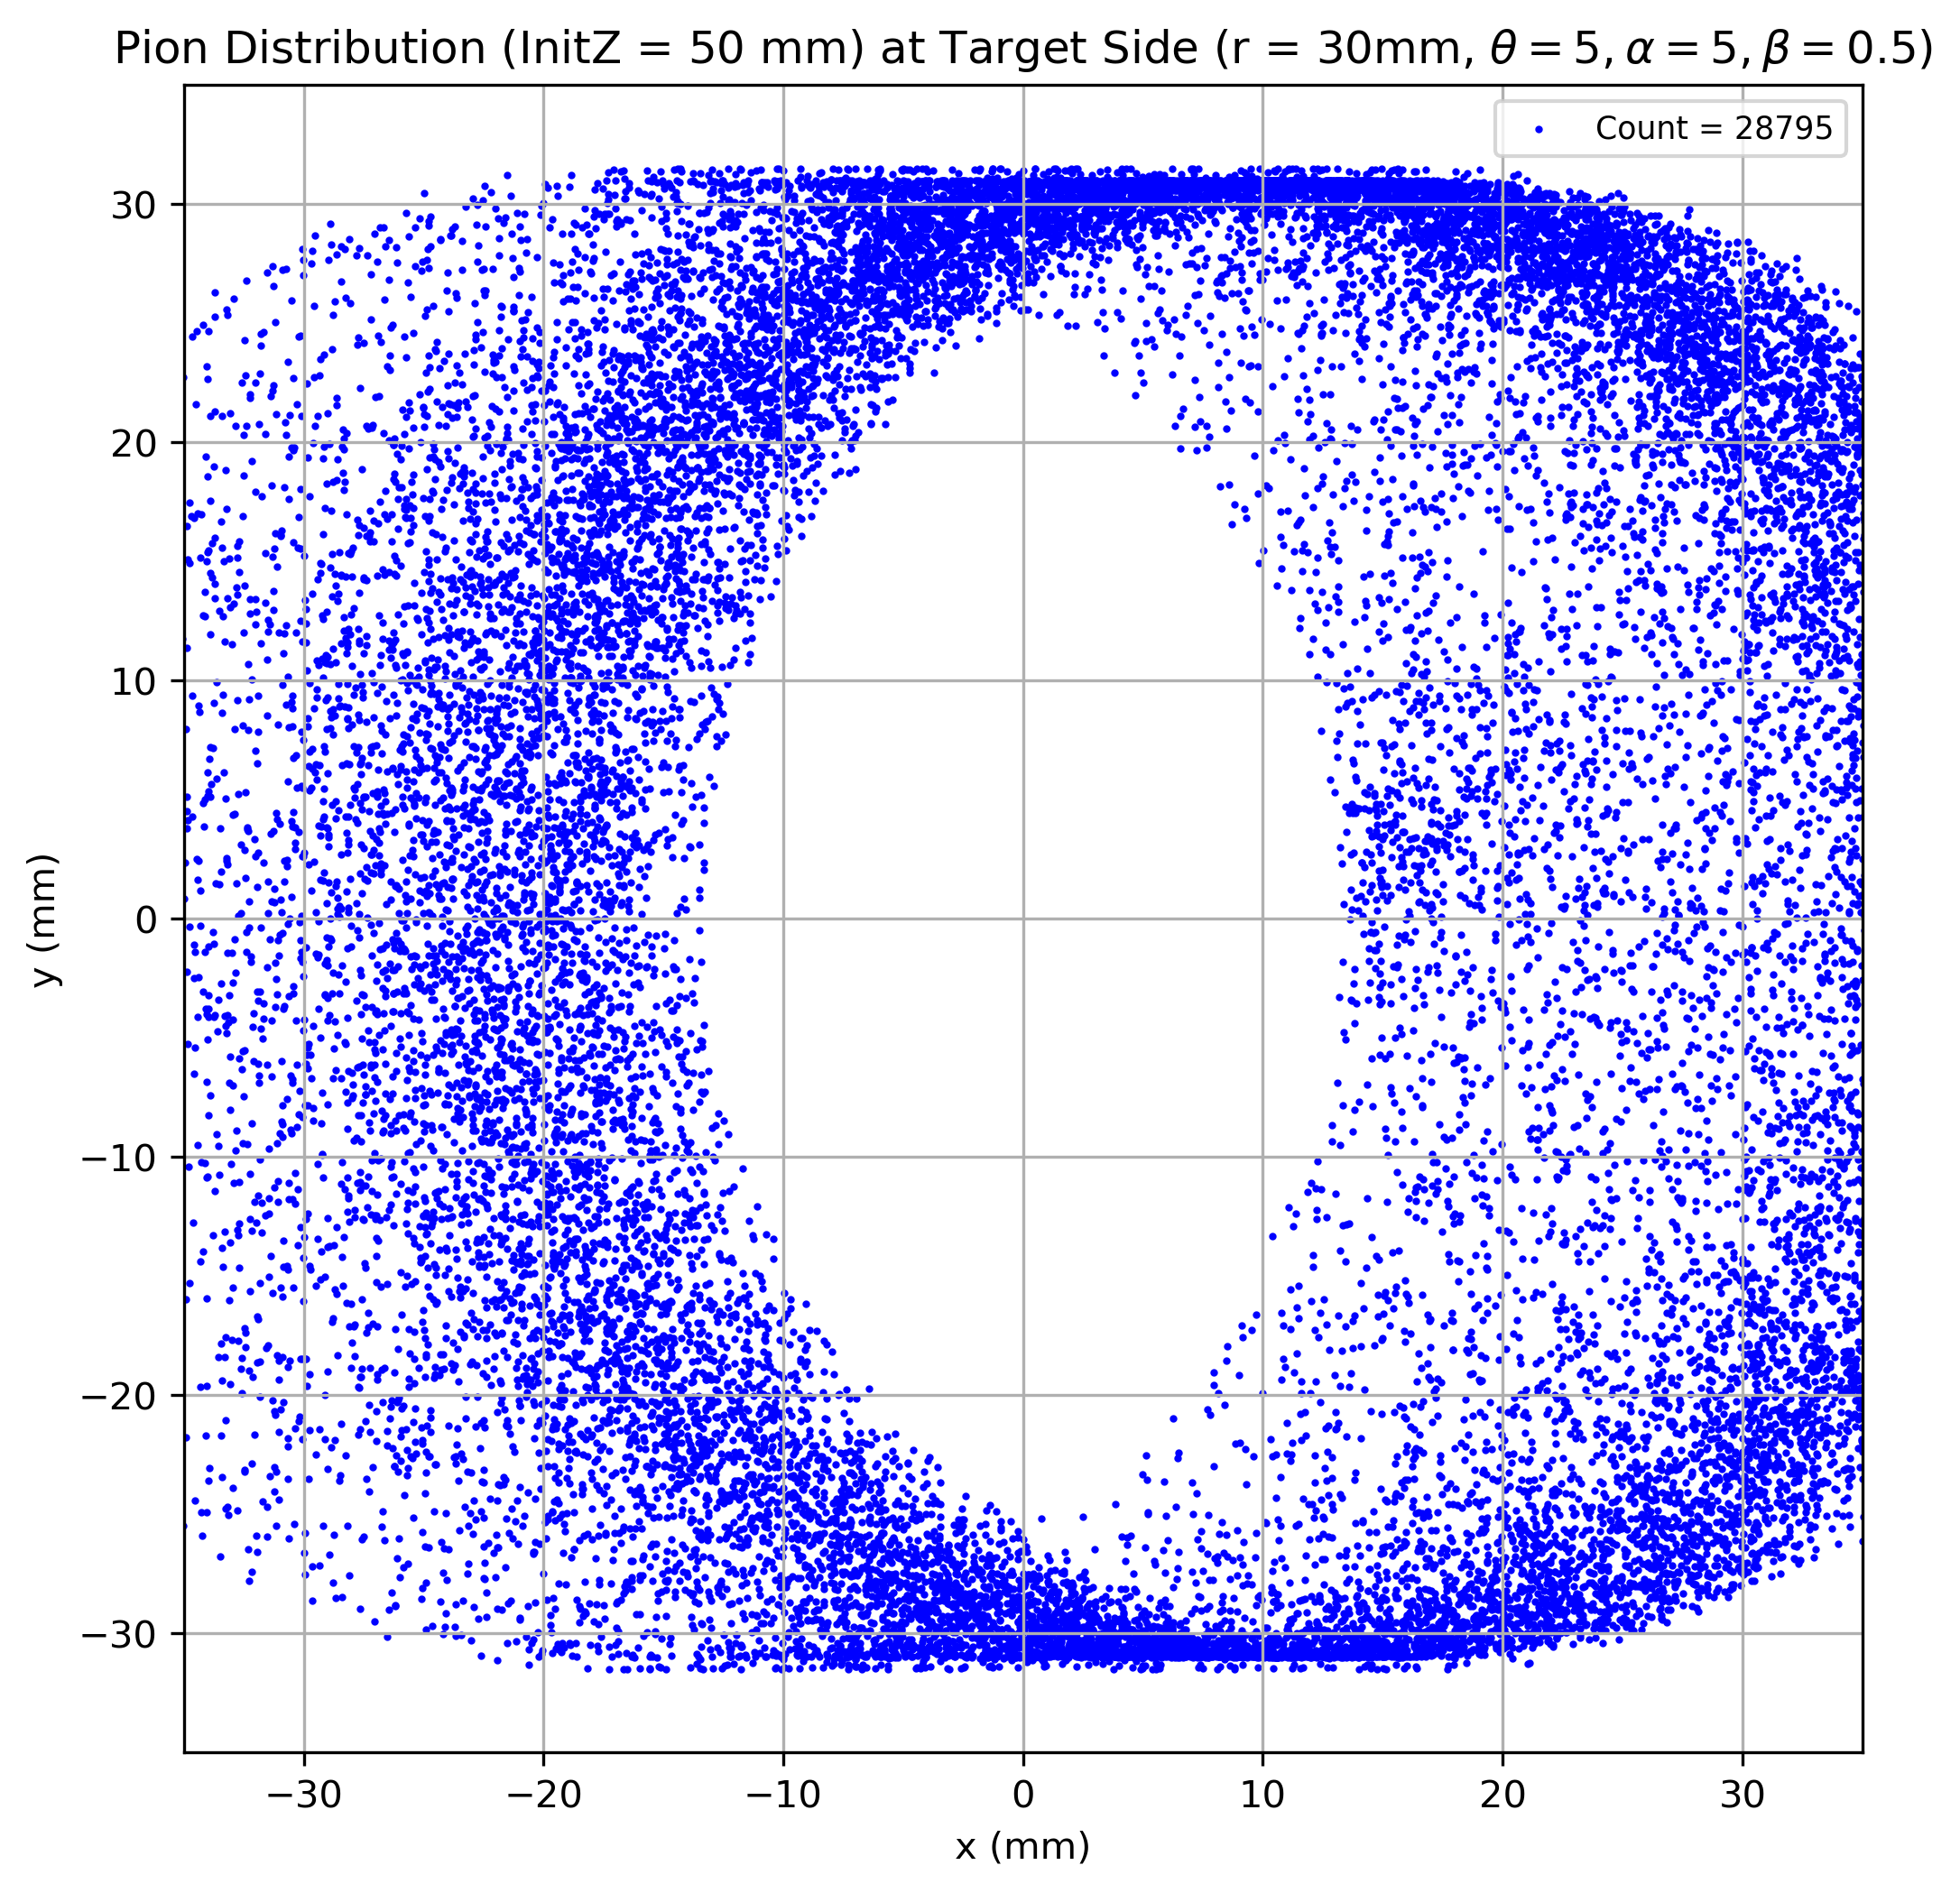 Pion Distribution (InitZ = 50 mm) at Target Side (r = 30mm, θ = 5, α = 5, β = 0.5)
Count = 28795
30
20
10
0
−10
−20
−30
y (mm)
−30 −20 −10 0 10 20 30
x (mm)